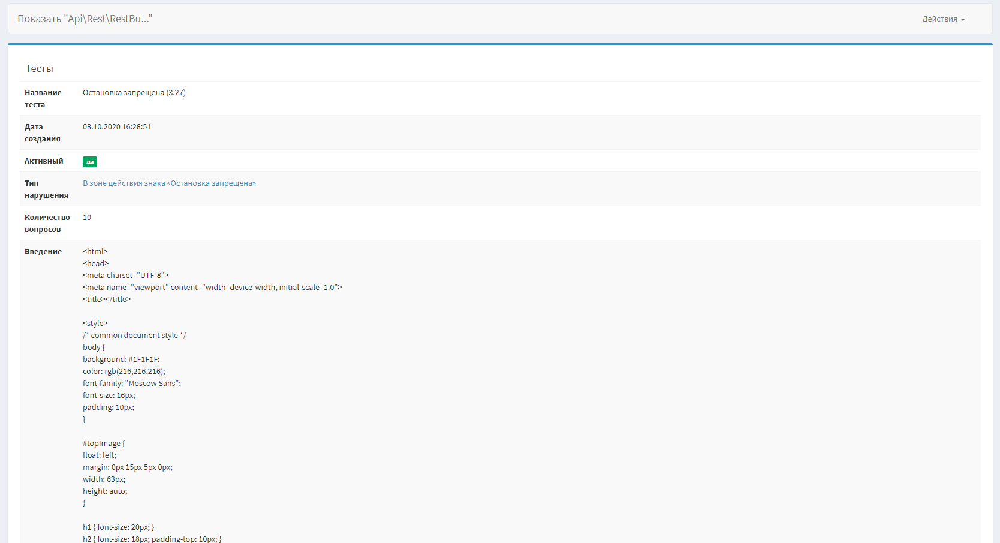 Показать "Api\Rest\RestBu..."
Действия
Тесты
Название теста
Остановка запрещена (3.27)
Дата создания
08.10.2020 16:28:51
Активный
да
Тип нарушения
В зоне действия знака «Остановка запрещена»
Количество вопросов
10
Введение
<html>
<head>
<meta charset="UTF-8">
<meta name="viewport" content="width=device-width, initial-scale=1.0">
<title></title>
<style>
/* common document style */
body {
background: #1F1F1F;
color: rgb(216,216,216);
font-family: "Moscow Sans";
font-size: 16px;
padding: 10px;
}
#topImage {
float: left;
margin: 0px 15px 5px 0px;
width: 63px;
height: auto;
}
h1 { font-size: 20px; }
h2 { font-size: 18px; padding-top: 10px; }